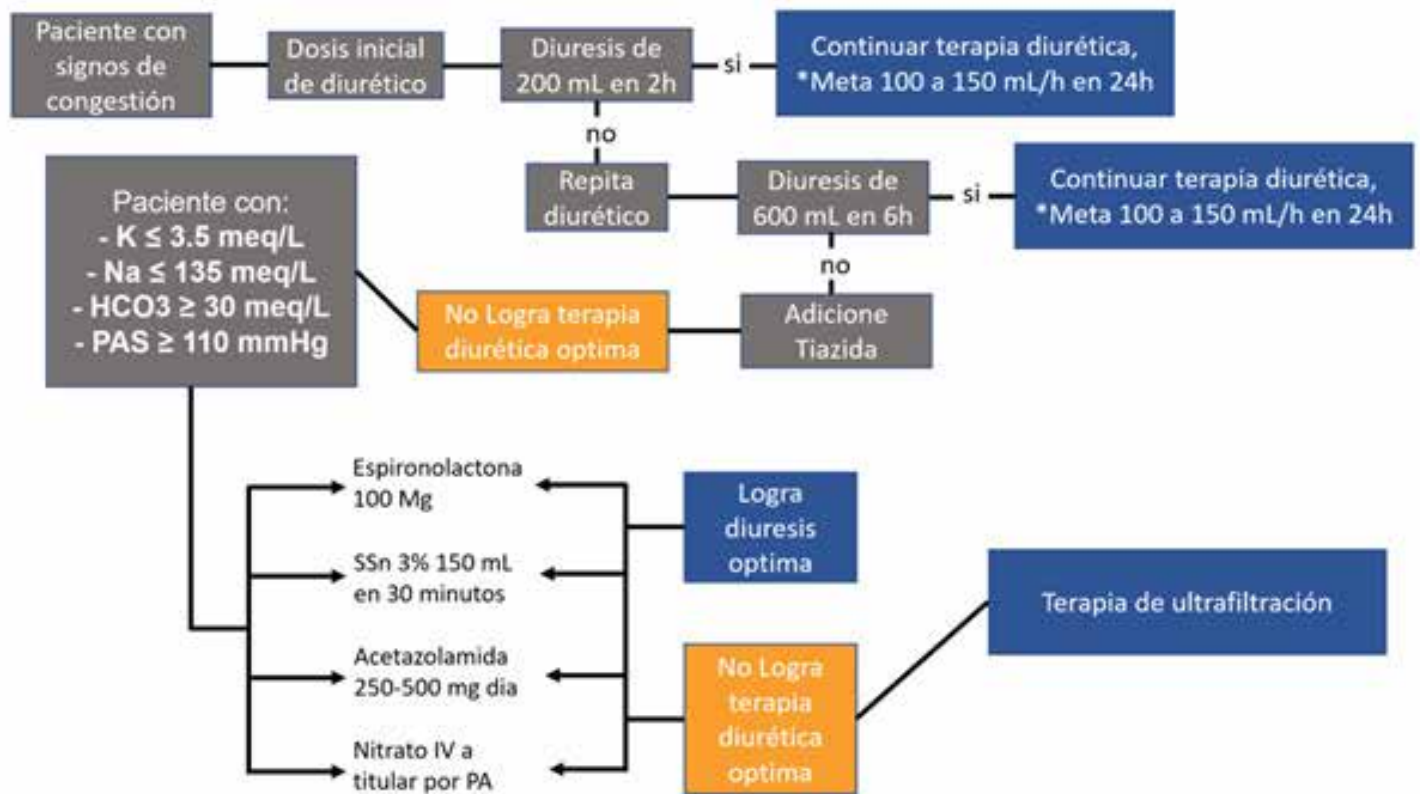 Paciente con
signos de
congestión
Dosis inicial
de diurético
Diuresis de
200 mL en 2h
si
Continuar terapia diurética,
*Meta 100 a 150 mL/h en 24h
no
Repita
diurético
Diuresis de
600 mL en 6h
si
Continuar terapia diurética,
*Meta 100 a 150 mL/h en 24h
no
Adicione
Tiazida
No Logra terapia
diurética optima
Paciente con:
- K ≤ 3.5 meq/L
- Na ≤ 135 meq/L
- HCO3 ≥ 30 meq/L
- PAS ≥ 110 mmHg
Espironolactona
100 Mg
SSn 3% 150 mL
en 30 minutos
Acetazolamida
250-500 mg dia
Nitrato IV a
titular por PA
Logra
diuresis
optima
No Logra
terapia
diurética
optima
Terapia de ultrafiltración